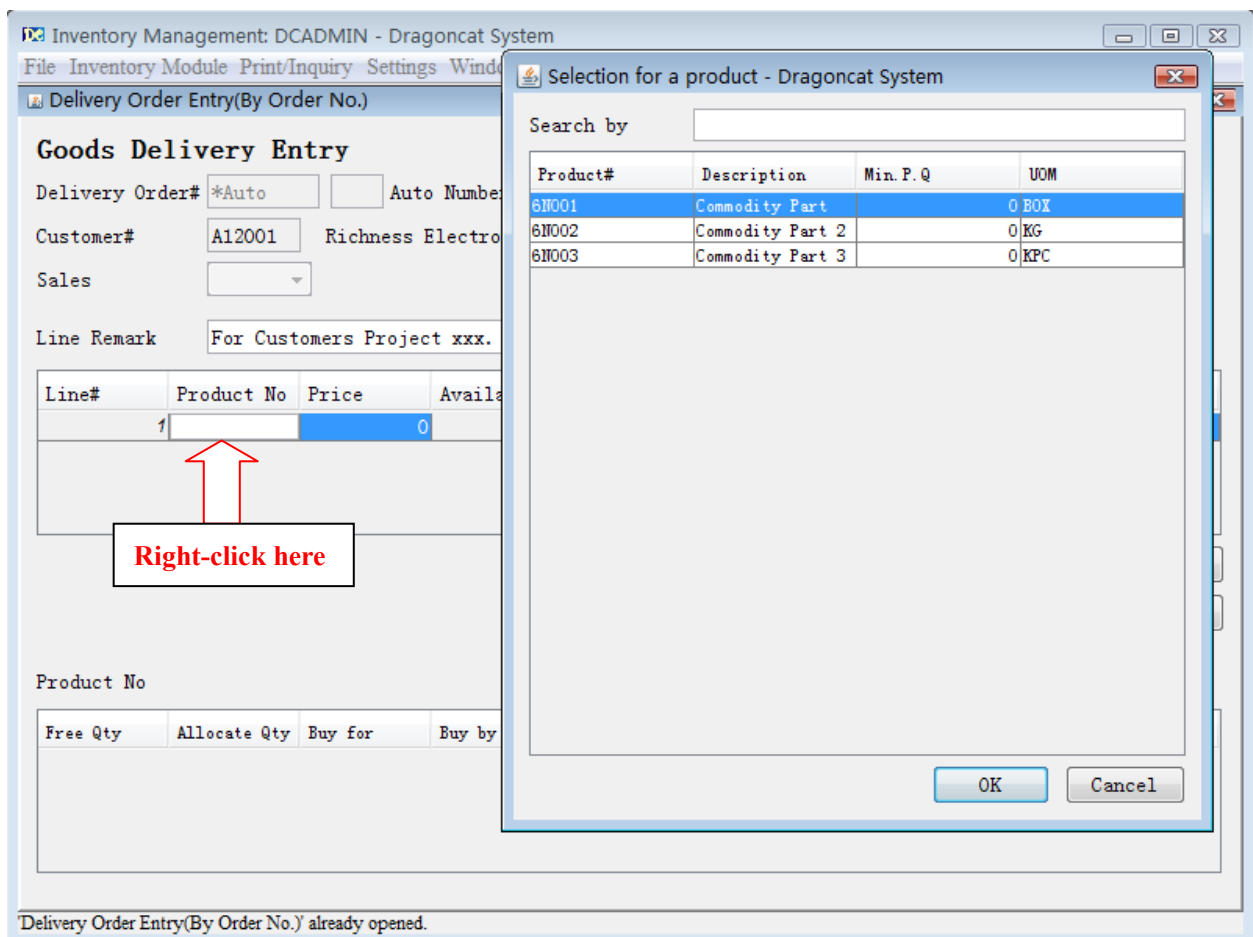 Inventory Management: DCADMIN - Dragoncat System
File Inventory Module Print/Inquiry Settings
Delivery Order Entry(By Order No.)
Goods Delivery Entry
Delivery Order# *Auto Auto Number
Customer# A12001 Richness Electro
Sales
Line Remark For Customers Project xxx.
Line# Product No Price Availa
1 0
Right-click here
Product No
Free Qty Allocate Qty Buy for Buy by
'Delivery Order Entry(By Order No.)' already opened.
Selection for a product - Dragoncat System
Search by
Product# Description Min.P.Q UOM
6N001 Commodity Part 0 BOX
6N002 Commodity Part 2 0 KG
6N003 Commodity Part 3 0 KPC
OK Cancel